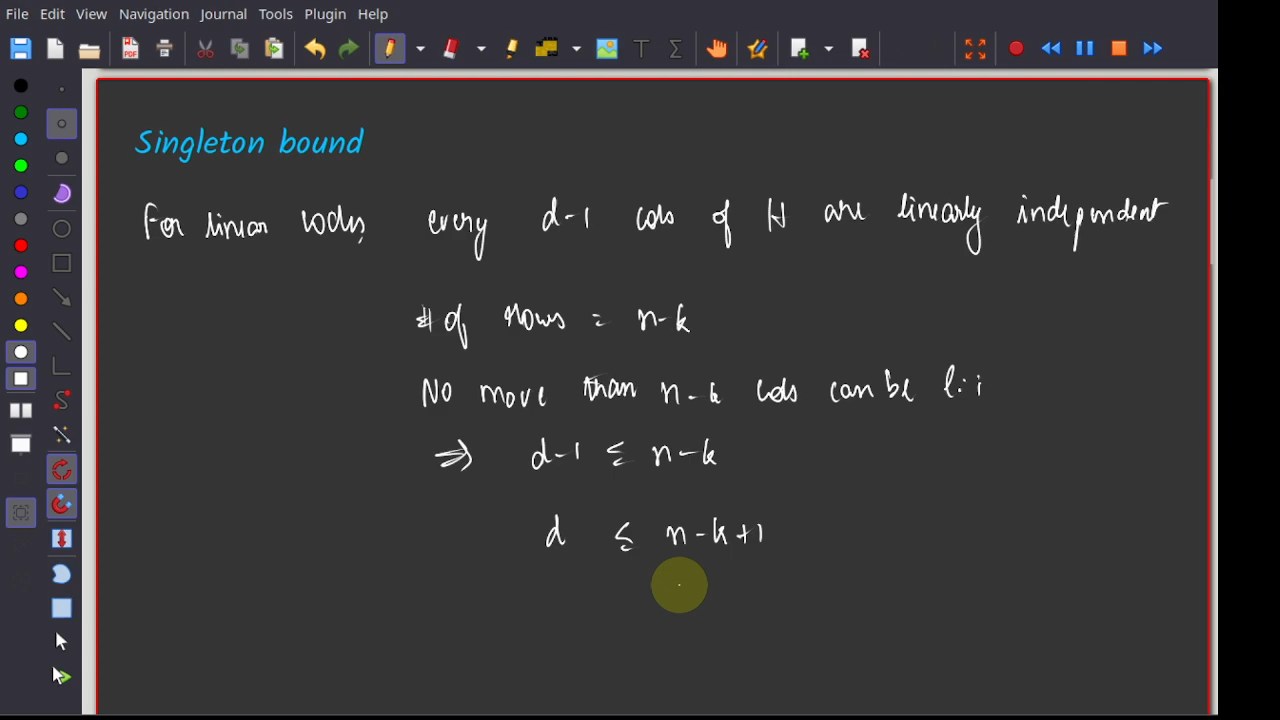 File Edit View Navigation Journal Tools Plugin Help
Singleton bound
For linear codes, every d-1 cols of H are linearly independent
# of rows = n-k
No more than n-k cols can be l.i
⇒ d-1 ≤ n-k
d ≤ n-k+1